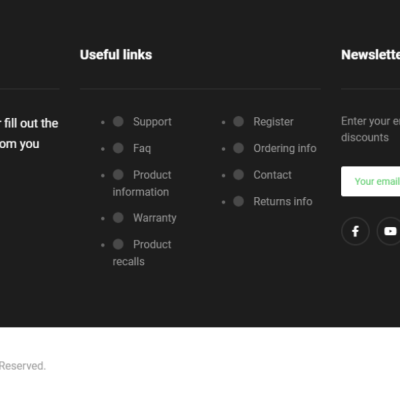 fill out the
om you
Useful links
Support
Faq
Product
information
Warranty
Product
recalls
Register
Ordering info
Contact
Returns info
Newslette
Enter your e
discounts
Your email
Reserved.